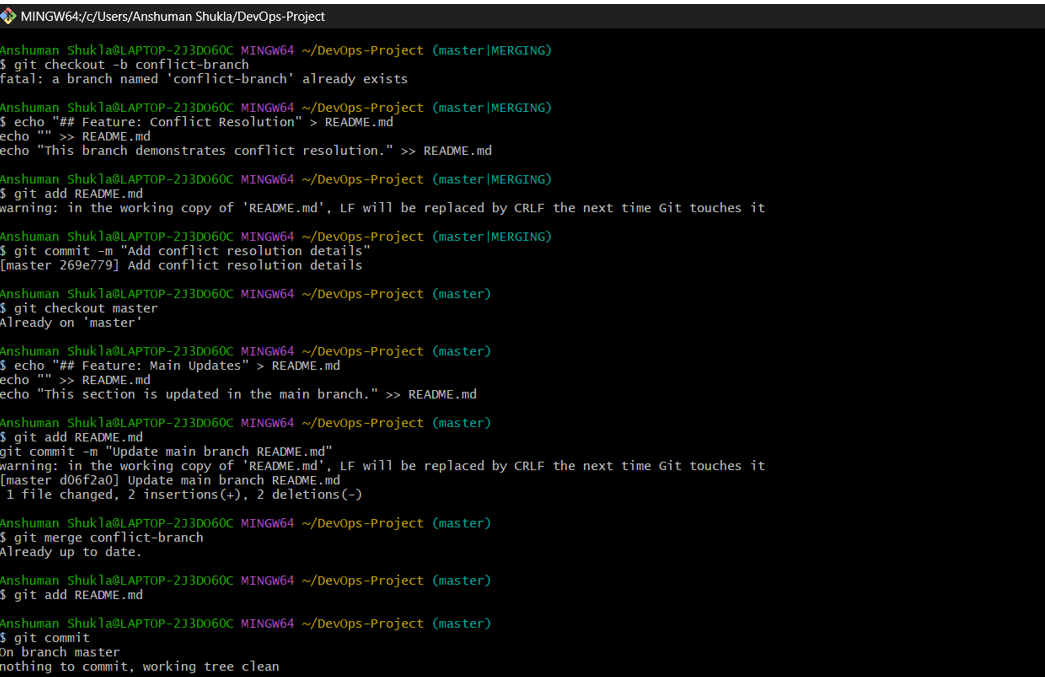 MINGW64:/c/Users/Anshuman Shukla/DevOps-Project
Anshuman Shukla@LAPTOP-2J3DO6OC MINGW64 ~/DevOps-Project (master|MERGING)
$ git checkout -b conflict-branch
fatal: a branch named 'conflict-branch' already exists
Anshuman Shukla@LAPTOP-2J3DO6OC MINGW64 ~/DevOps-Project (master|MERGING)
$ echo "## Feature: Conflict Resolution" > README.md
echo "" >> README.md
echo "This branch demonstrates conflict resolution." >> README.md
Anshuman Shukla@LAPTOP-2J3DO6OC MINGW64 ~/DevOps-Project (master|MERGING)
$ git add README.md
warning: in the working copy of 'README.md', LF will be replaced by CRLF the next time Git touches it
Anshuman Shukla@LAPTOP-2J3DO6OC MINGW64 ~/DevOps-Project (master|MERGING)
$ git commit -m "Add conflict resolution details"
[master 269e779] Add conflict resolution details
Anshuman Shukla@LAPTOP-2J3DO6OC MINGW64 ~/DevOps-Project (master)
$ git checkout master
Already on 'master'
Anshuman Shukla@LAPTOP-2J3DO6OC MINGW64 ~/DevOps-Project (master)
$ echo "## Feature: Main Updates" > README.md
echo "" >> README.md
echo "This section is updated in the main branch." >> README.md
Anshuman Shukla@LAPTOP-2J3DO6OC MINGW64 ~/DevOps-Project (master)
$ git add README.md
git commit -m "Update main branch README.md"
warning: in the working copy of 'README.md', LF will be replaced by CRLF the next time Git touches it
[master d06f2a0] Update main branch README.md
1 file changed, 2 insertions(+), 2 deletions(-)
Anshuman Shukla@LAPTOP-2J3DO6OC MINGW64 ~/DevOps-Project (master)
$ git merge conflict-branch
Already up to date.
Anshuman Shukla@LAPTOP-2J3DO6OC MINGW64 ~/DevOps-Project (master)
$ git add README.md
Anshuman Shukla@LAPTOP-2J3DO6OC MINGW64 ~/DevOps-Project (master)
$ git commit
On branch master
nothing to commit, working tree clean